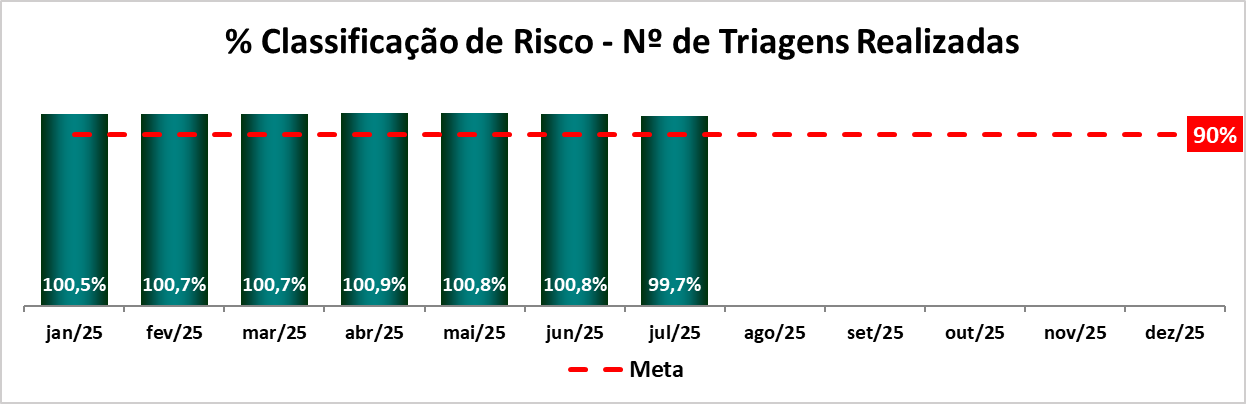 % Classificação de Risco - Nº de Triagens Realizadas
90%
100,5% 100,7% 100,7% 100,9% 100,8% 100,8% 99,7%
jan/25 fev/25 mar/25 abr/25 mai/25 jun/25 jul/25 ago/25 set/25 out/25 nov/25 dez/25
Meta